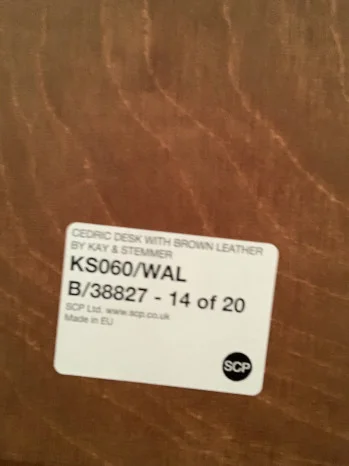 CEDRIC DESK WITH BROWN LEATHER
BY KAY & STEMMER
KS060/WAL
B/38827 - 14 of 20
SCP Ltd. www.scp.co.uk
Made in EU
SCP